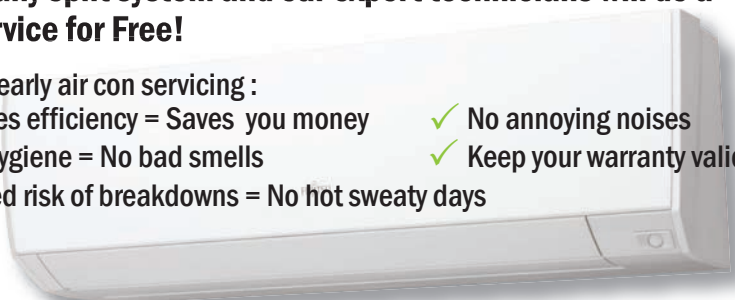 any split system and our expert technicians will do a
rvice for Free!
early air con servicing :
es efficiency = Saves you money ✓ No annoying noises
ygiene = No bad smells ✓ Keep your warranty valid
ed risk of breakdowns = No hot sweaty days